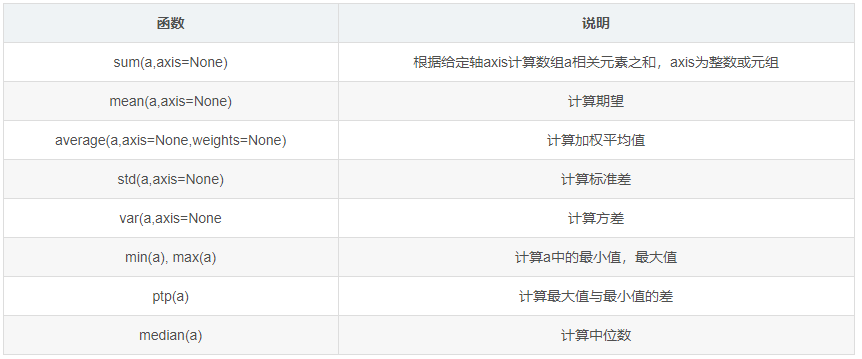 函数 说明
sum(a,axis=None) 根据给定轴axis计算数组a相关元素之和，axis为整数或元组
mean(a,axis=None) 计算期望
average(a,axis=None,weights=None) 计算加权平均值
std(a,axis=None) 计算标准差
var(a,axis=None 计算方差
min(a), max(a) 计算a中的最小值，最大值
ptp(a) 计算最大值与最小值的差
median(a) 计算中位数